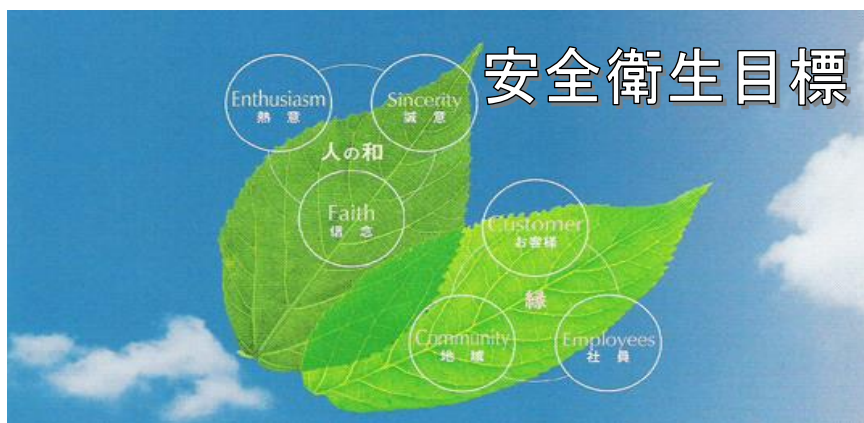 安全衛生目標
Enthusiasm
熱 意
Sincerity
誠 意
人の和
Faith
信 念
Customer
お客様
縁
Community
地 域
Employees
社 員